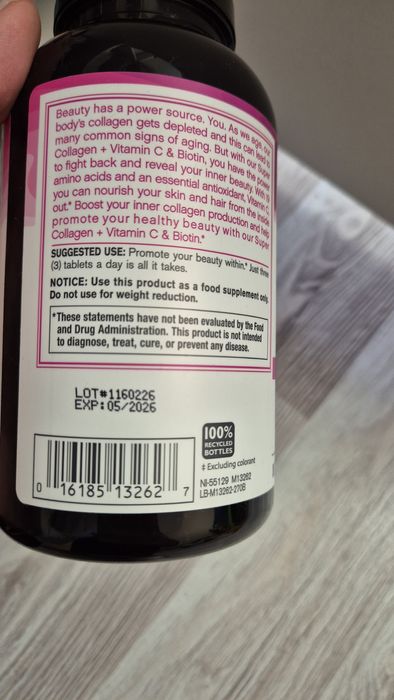 Beauty has a power source. You. As we age, our
body's collagen gets depleted and this can lead to
many common signs of aging. But with our Super
Collagen + Vitamin C & Biotin, you have the power
to fight back and reveal your inner beauty. With
amino acids and an essential antioxidant, Vitamin C,
you can nourish your skin and hair from the inside
out.* Boost your inner collagen production and help
promote your healthy beauty with our Super
Collagen + Vitamin C & Biotin.*
SUGGESTED USE: Promote your beauty within.* Just three
(3) tablets a day is all it takes.
NOTICE: Use this product as a food supplement only.
Do not use for weight reduction.
*These statements have not been evaluated by the Food
and Drug Administration. This product is not intended
to diagnose, treat, cure, or prevent any disease.
LOT#1160226
EXP:05/2026
100%
RECYCLED
BOTTLES
‡ Excluding colorant
NI-55129 M13262
LB-M13262-270B
0 16185 13262 7